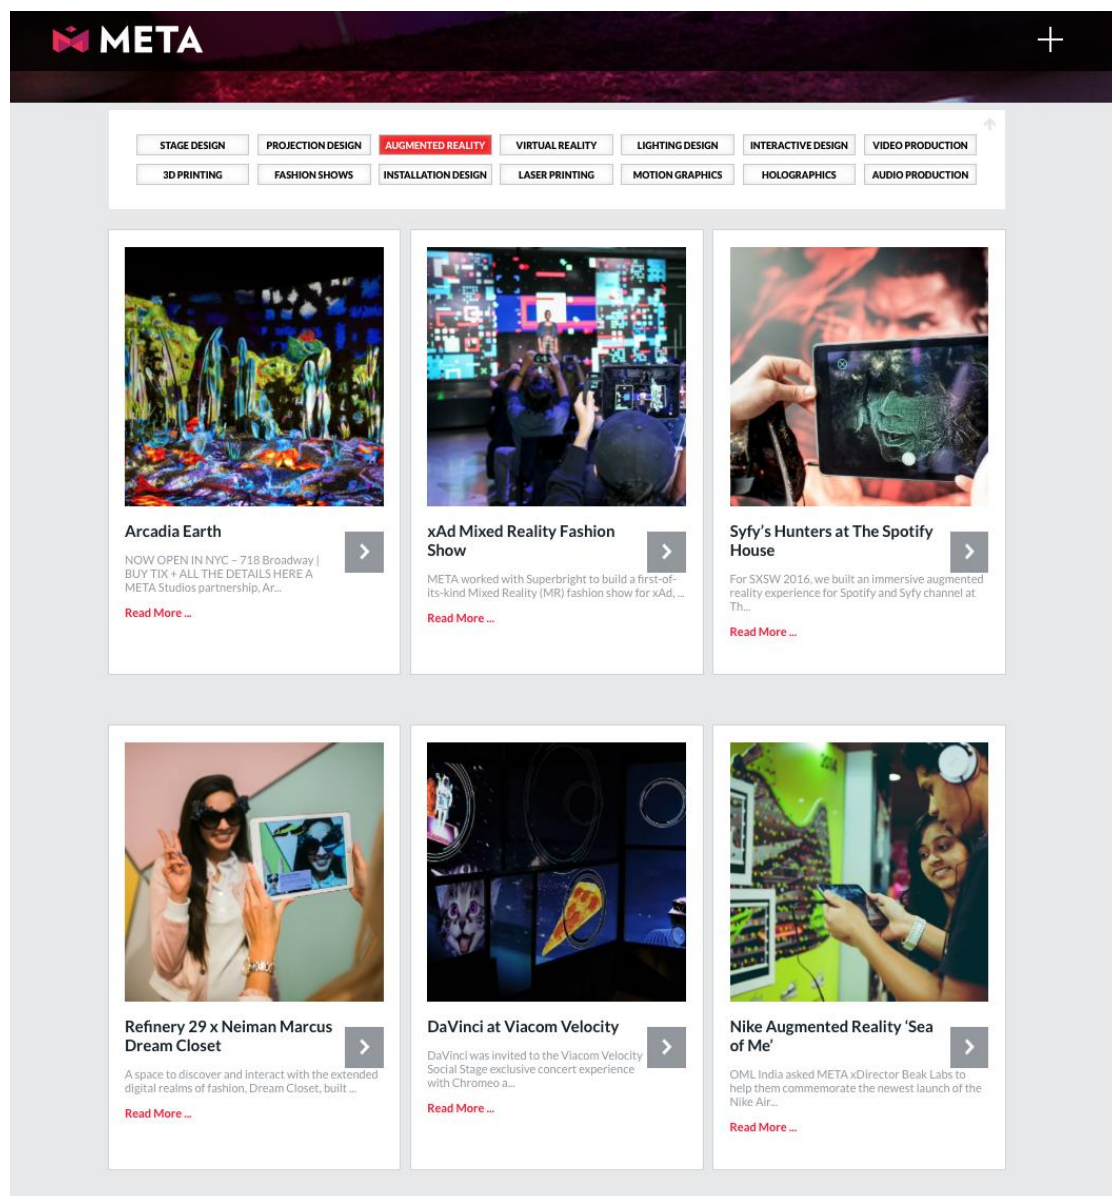 META
STAGE DESIGN
PROJECTION DESIGN
AUGMENTED REALITY
VIRTUAL REALITY
LIGHTING DESIGN
INTERACTIVE DESIGN
VIDEO PRODUCTION
3D PRINTING
FASHION SHOWS
INSTALLATION DESIGN
LASER PRINTING
MOTION GRAPHICS
HOLOGRAPHICS
AUDIO PRODUCTION
Arcadia Earth
NOW OPEN IN NYC – 718 Broadway |
BUY TIX + ALL THE DETAILS HERE A
META Studios partnership, Ar...
Read More ...
xAd Mixed Reality Fashion
Show
META worked with Superbright to build a first-of-
its-kind Mixed Reality (MR) fashion show for xAd, ...
Read More ...
Syfy's Hunters at The Spotify
House
For SXSW 2016, we built an immersive augmented
reality experience for Spotify and Syfy channel at
Th...
Read More ...
Refinery 29 x Neiman Marcus
Dream Closet
A space to discover and interact with the extended
digital realms of fashion, Dream Closet, built ...
Read More ...
DaVinci at Viacom Velocity
DaVinci was invited to the Viacom Velocity
Social Stage exclusive concert experience
with Chromeo a...
Read More ...
2014
Nike Augmented Reality ‘Sea
of Me’
OML India asked META xDirector Beak Labs to
help them commemorate the newest launch of the
Nike Air...
Read More ...